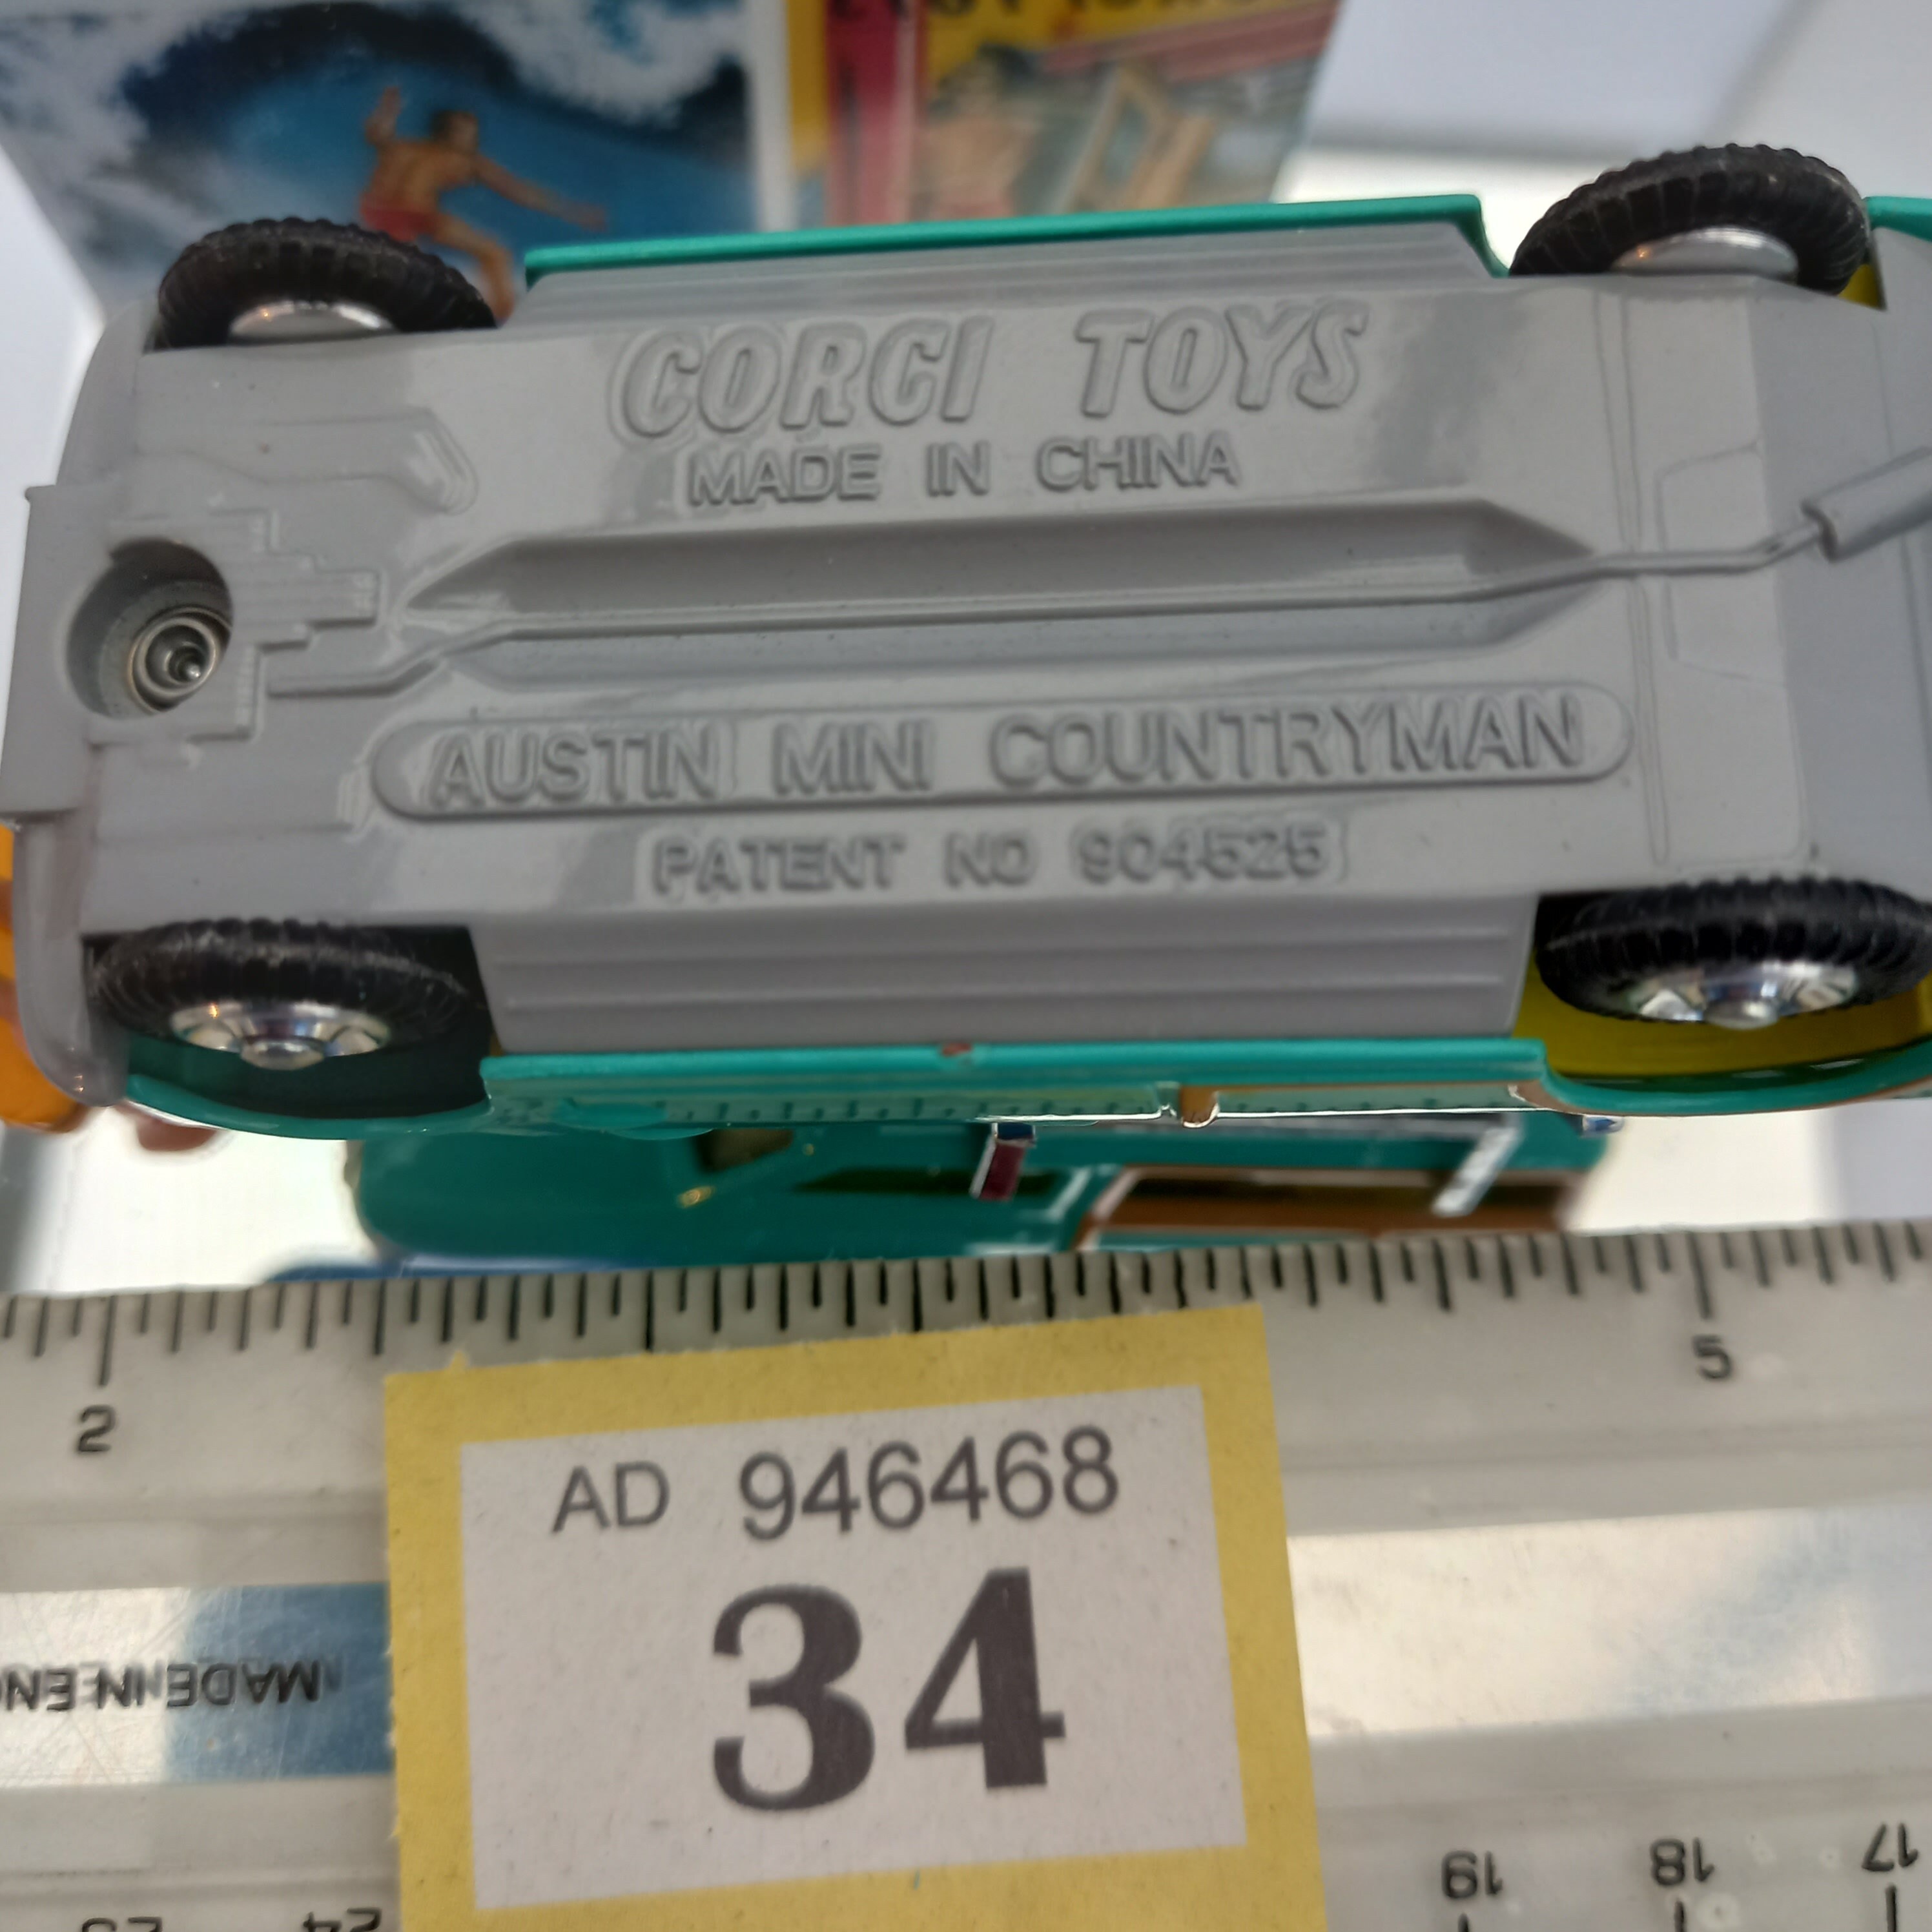 CORGI TOYS
MADE IN CHINA
AUSTIN MINI COUNTRYMAN
PATENT NO 904525
2
5
AD 946468
34
MADE IN EN
19
18
17
24